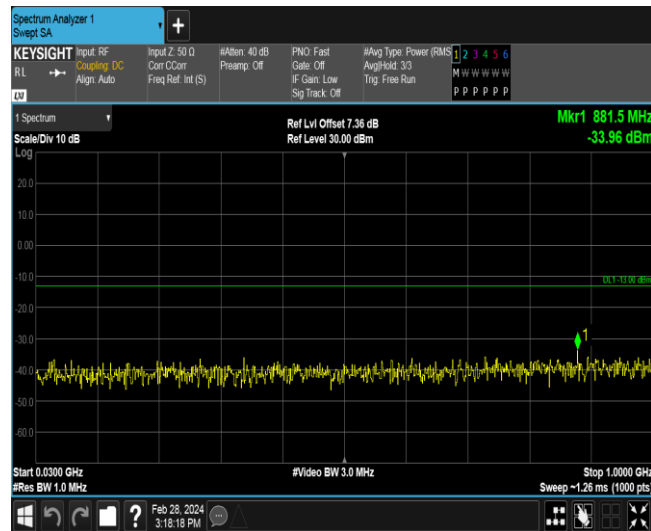 Spectrum Analyzer 1
Swept SA
+
KEYSIGHT
RL
LXI
Input: RF
Coupling: DC
Align: Auto
Input Z: 50 Ω
Corr CCorr
Freq Ref: Int (S)
#Atten: 40 dB
Preamp: Off
PNO: Fast
Gate: Off
IF Gain: Low
Sig Track: Off
#Avg Type: Power (RMS
Avg|Hold: 3/3
Trig: Free Run
1 2 3 4 5 6
M W W W W W
P P P P P P
1 Spectrum
Scale/Div 10 dB
Log
Ref Lvl Offset 7.36 dB
Ref Level 30.00 dBm
Mkr1 881.5 MHz
-33.96 dBm
20.0
10.0
0.00
-10.0
DL1 -13.00 dBm
-20.0
-30.0
1
-40.0
-50.0
-60.0
Start 0.0300 GHz
#Res BW 1.0 MHz
#Video BW 3.0 MHz
Stop 1.0000 GHz
Sweep ~1.26 ms (1000 pts)
?
Feb 28, 2024
3:18:18 PM